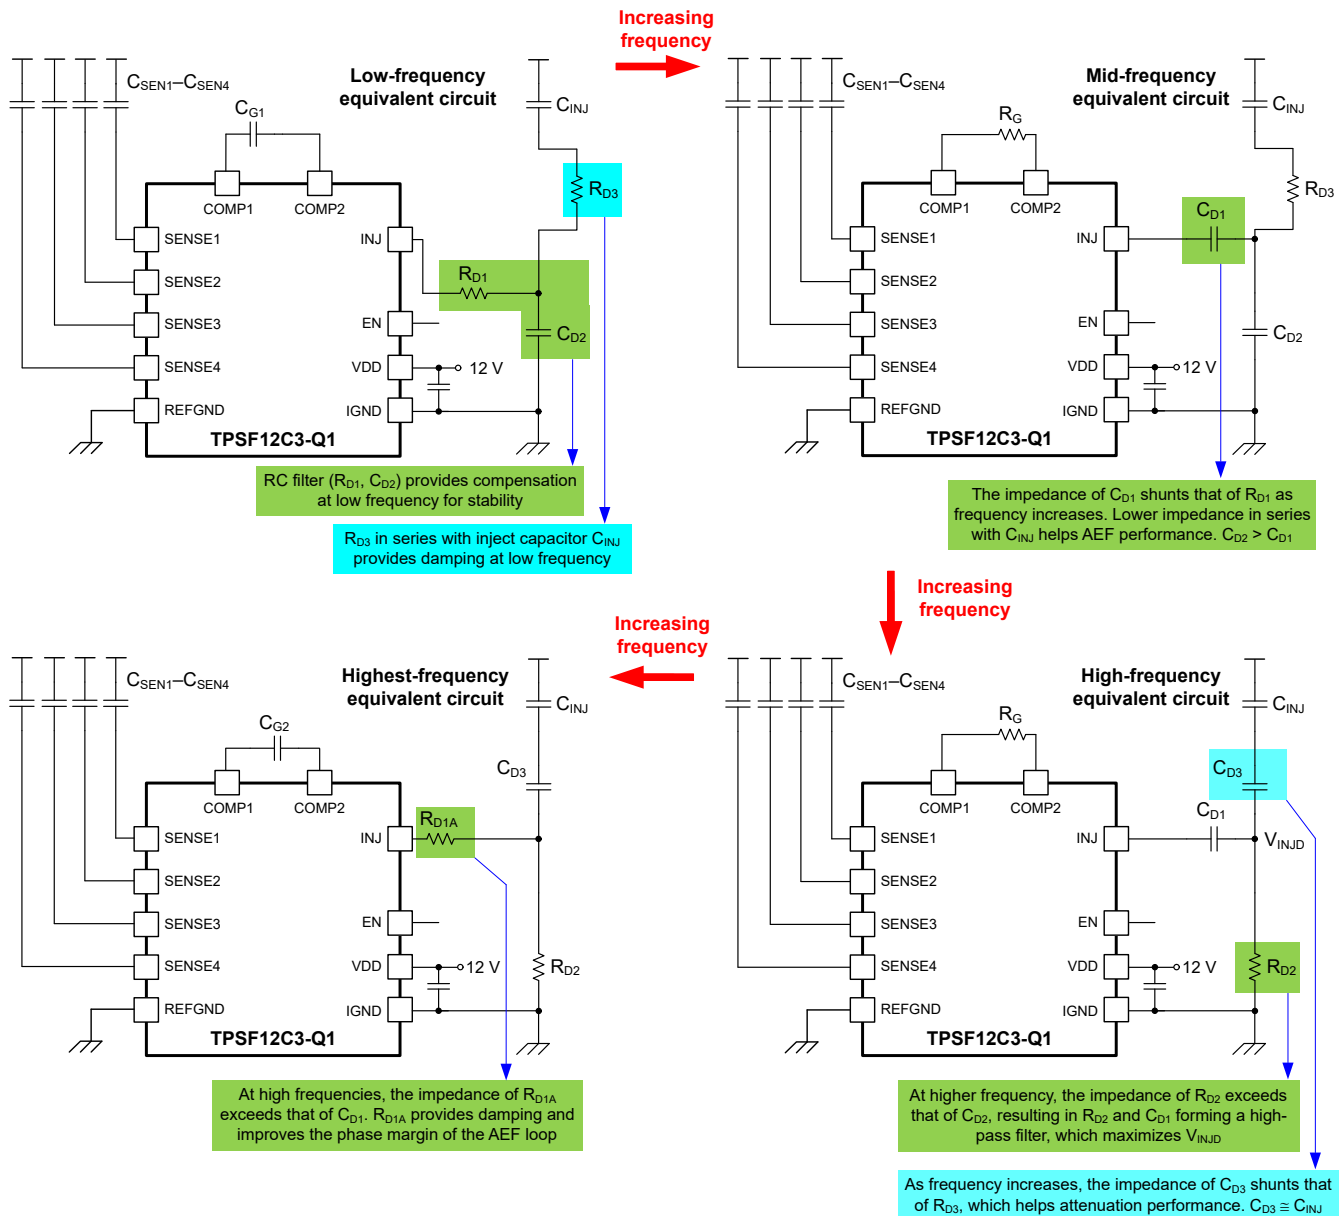 Increasing
frequency
Low-frequency
equivalent circuit
CSEN1–CSEN4
CG1
CINJ
RD3
COMP1
COMP2
SENSE1
SENSE2
SENSE3
SENSE4
REFGND
INJ
EN
VDD
IGND
RD1
CD2
12 V
TPSF12C3-Q1
RC filter (RD1, CD2) provides compensation
at low frequency for stability
RD3 in series with inject capacitor CINJ
provides damping at low frequency
Mid-frequency
equivalent circuit
CSEN1–CSEN4
RG
CINJ
RD3
COMP1
COMP2
SENSE1
SENSE2
SENSE3
SENSE4
REFGND
INJ
EN
VDD
IGND
CD1
CD2
12 V
TPSF12C3-Q1
The impedance of CD1 shunts that of RD1 as
frequency increases. Lower impedance in series
with CINJ helps AEF performance. CD2 > CD1
Increasing
frequency
Increasing
frequency
Highest-frequency
equivalent circuit
CSEN1–CSEN4
CG2
CINJ
CD3
COMP1
COMP2
SENSE1
SENSE2
SENSE3
SENSE4
REFGND
INJ
EN
VDD
IGND
RD1A
RD2
12 V
TPSF12C3-Q1
At high frequencies, the impedance of RD1A
exceeds that of CD1. RD1A provides damping and
improves the phase margin of the AEF loop
High-frequency
equivalent circuit
CSEN1–CSEN4
RG
CINJ
CD3
CD1
VINJD
COMP1
COMP2
SENSE1
SENSE2
SENSE3
SENSE4
REFGND
INJ
EN
VDD
IGND
RD2
12 V
TPSF12C3-Q1
At higher frequency, the impedance of RD2 exceeds
that of CD2, resulting in RD2 and CD1 forming a high-
pass filter, which maximizes VINJD
As frequency increases, the impedance of CD3 shunts that
of RD3, which helps attenuation performance. CD3 ≅ CINJ